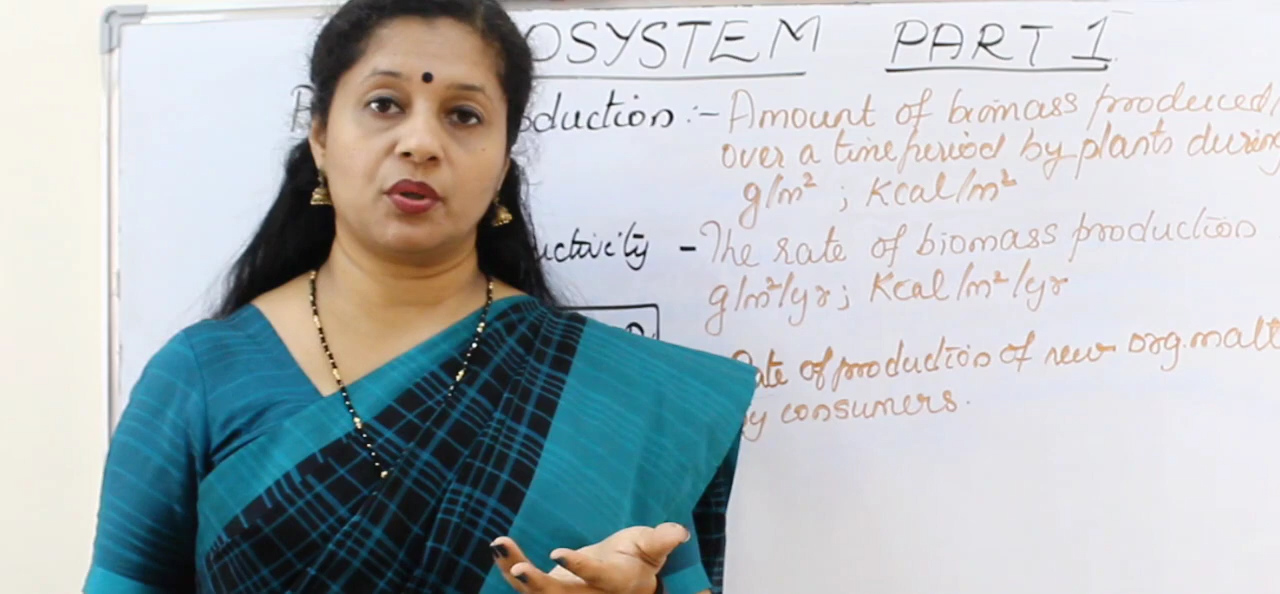 OSYSTEM PART 1
oduction :- Amount of biomass produced
over a time period by plants during
g/m² ; Kcal/m²
uctivity - The rate of biomass production
g/m²/yr ; Kcal/m²/yr
ate of production of new org. matt
by consumers.